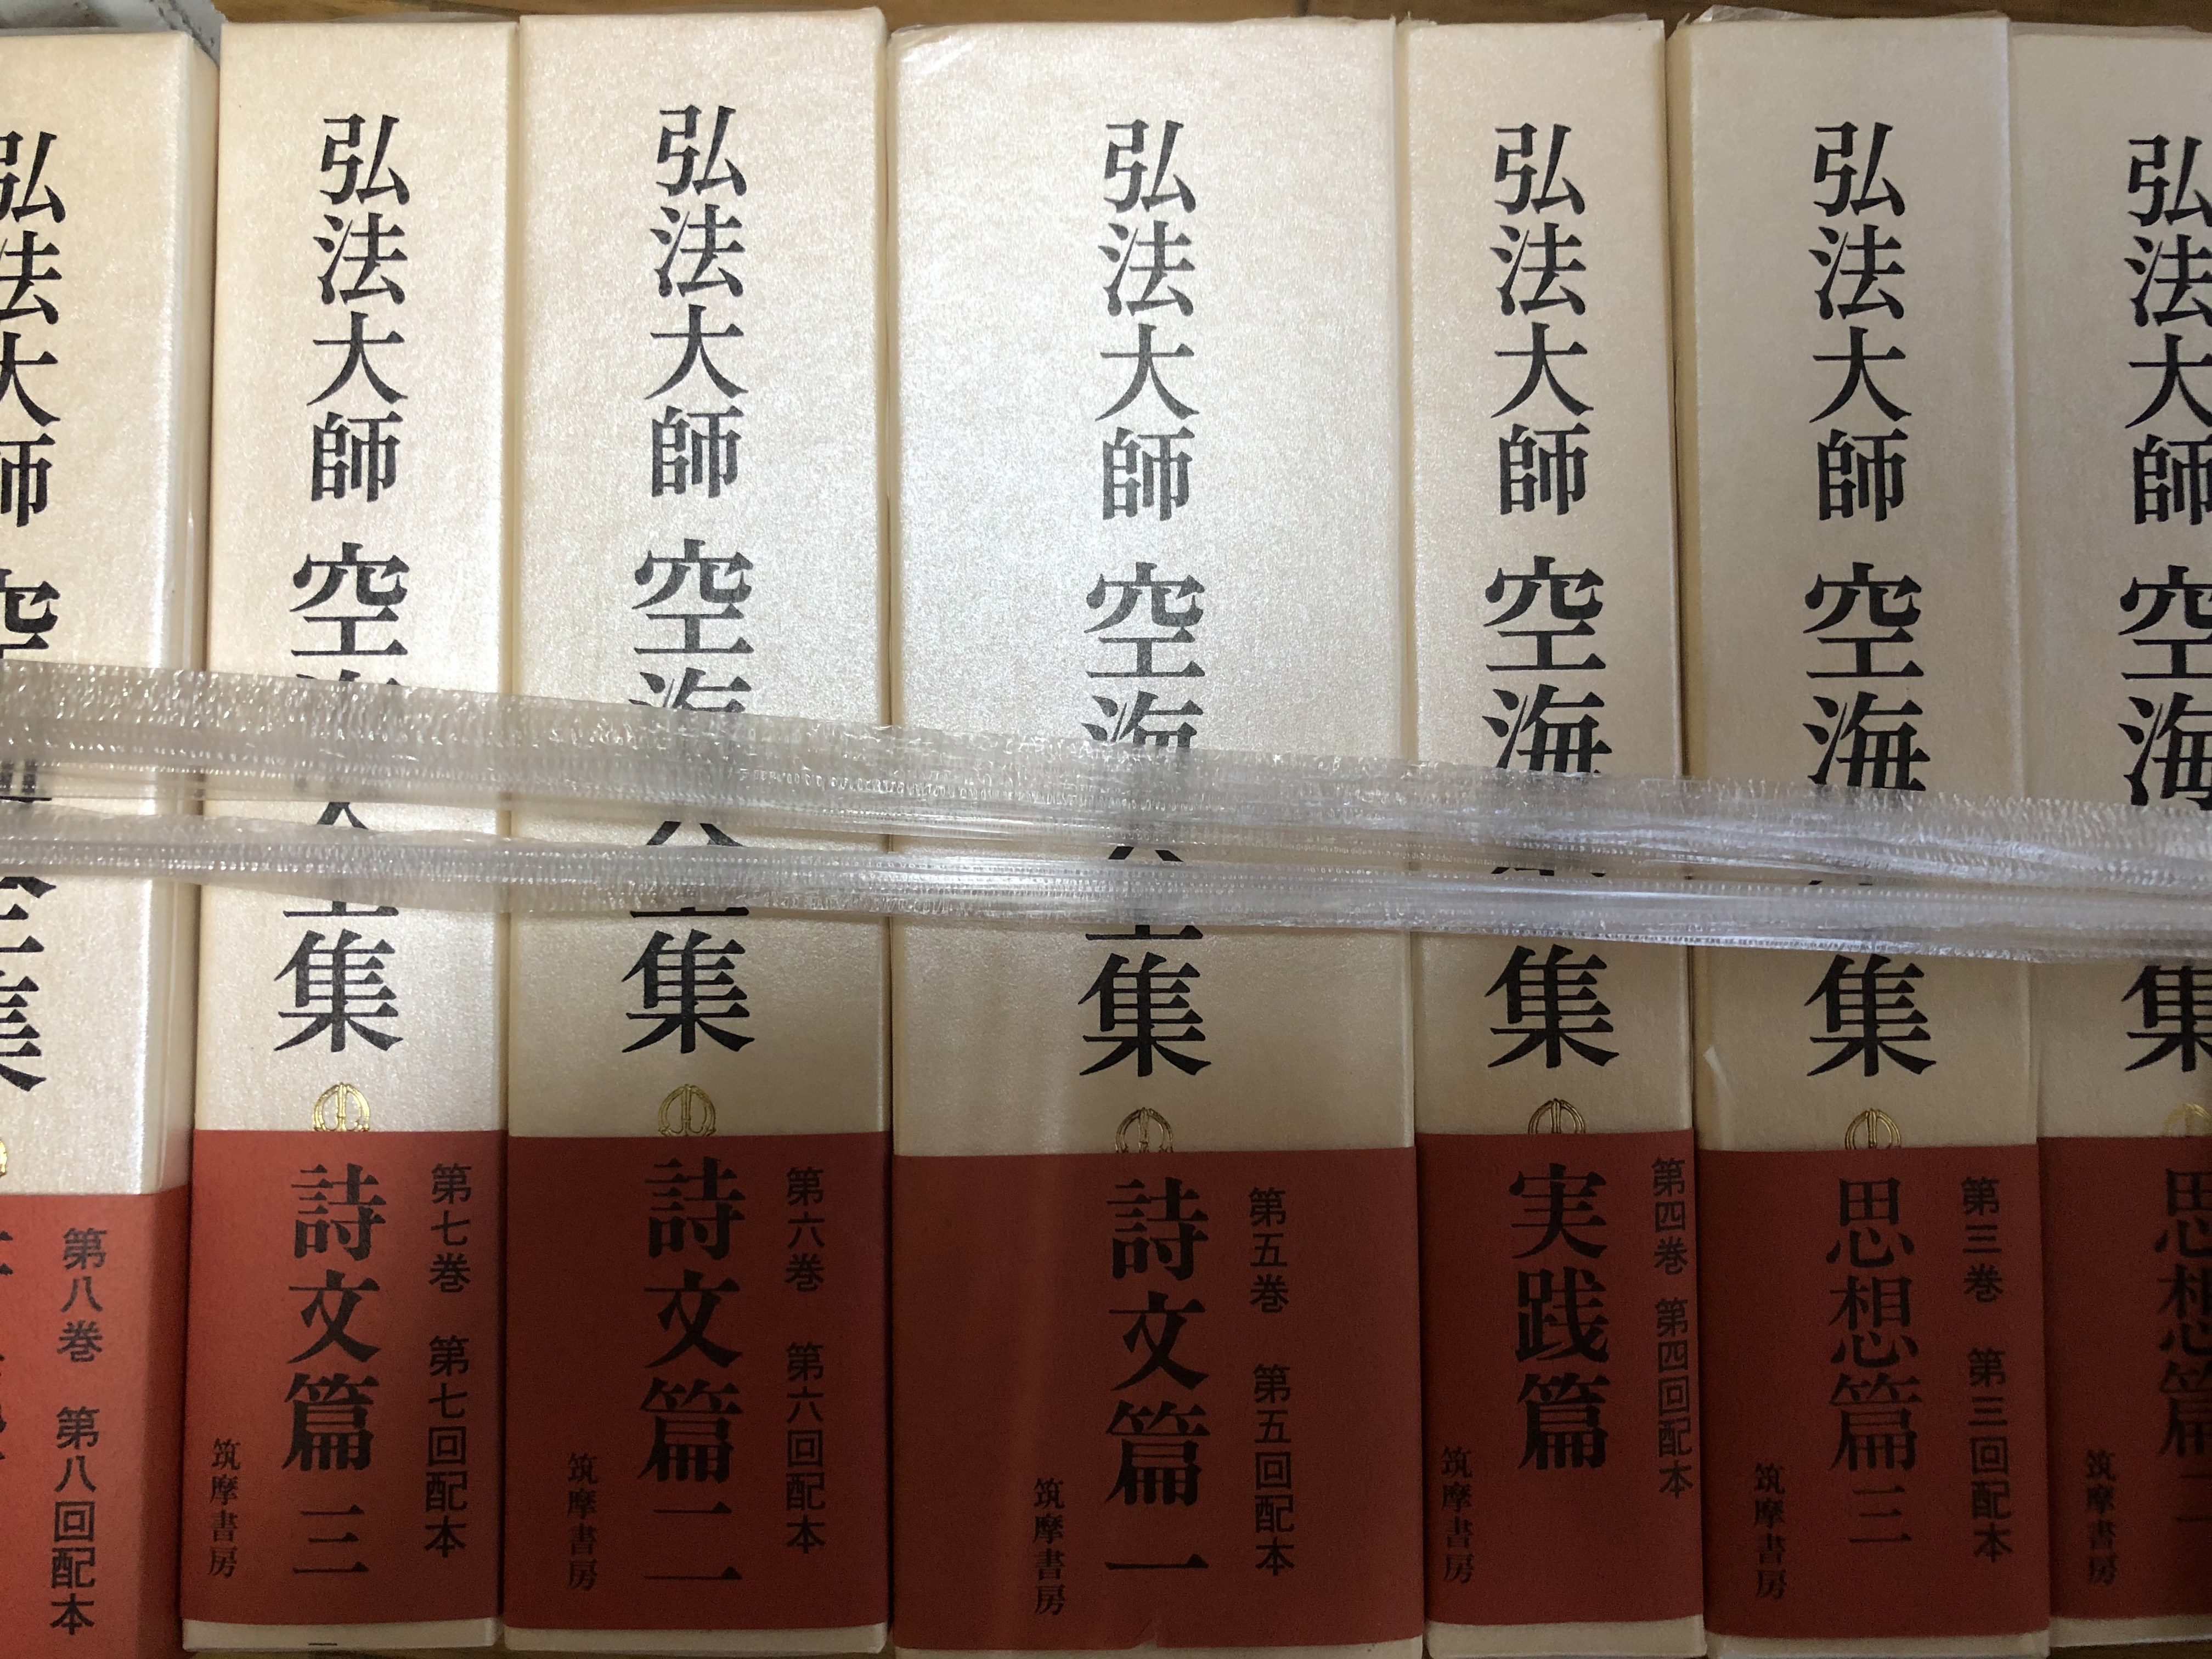 弘法大師 空海
集
思想篇
筑摩書房
弘法大師 空海
集
第三巻 第三回配本
思想篇 三
筑摩書房
弘法大師 空海
集
第四巻 第四回配本
実践篇
筑摩書房
弘法大師 空海全集
第五巻 第五回配本
詩文篇 一
筑摩書房
弘法大師 空海全集
第六巻 第六回配本
詩文篇 二
筑摩書房
弘法大師 空海全集
第七巻 第七回配本
詩文篇 三
筑摩書房
弘法大師 空
全集
第八巻 第八回配本